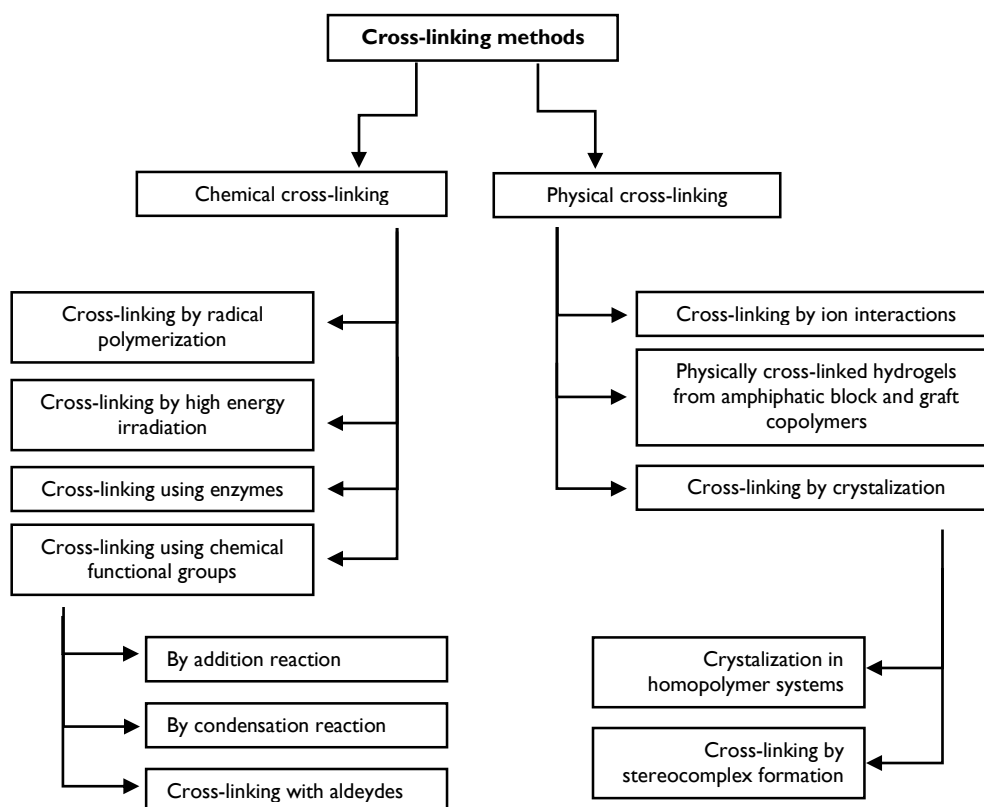 Cross-linking methods
Chemical cross-linking
Physical cross-linking
Cross-linking by radical
polymerization
Cross-linking by high energy
irradiation
Cross-linking using enzymes
Cross-linking using chemical
functional groups
By addition reaction
By condensation reaction
Cross-linking with aldeydes
Cross-linking by ion interactions
Physically cross-linked hydrogels
from amphiphatic block and graft
copolymers
Cross-linking by crystalization
Crystalization in
homopolymer systems
Cross-linking by
stereocomplex formation